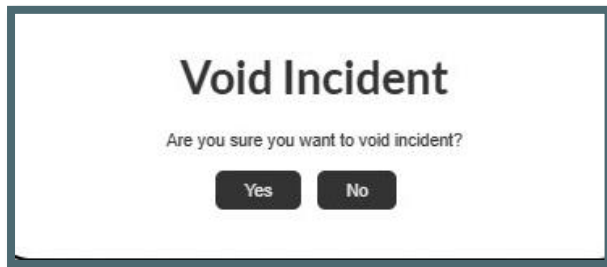 Void Incident
Are you sure you want to void incident?
Yes No